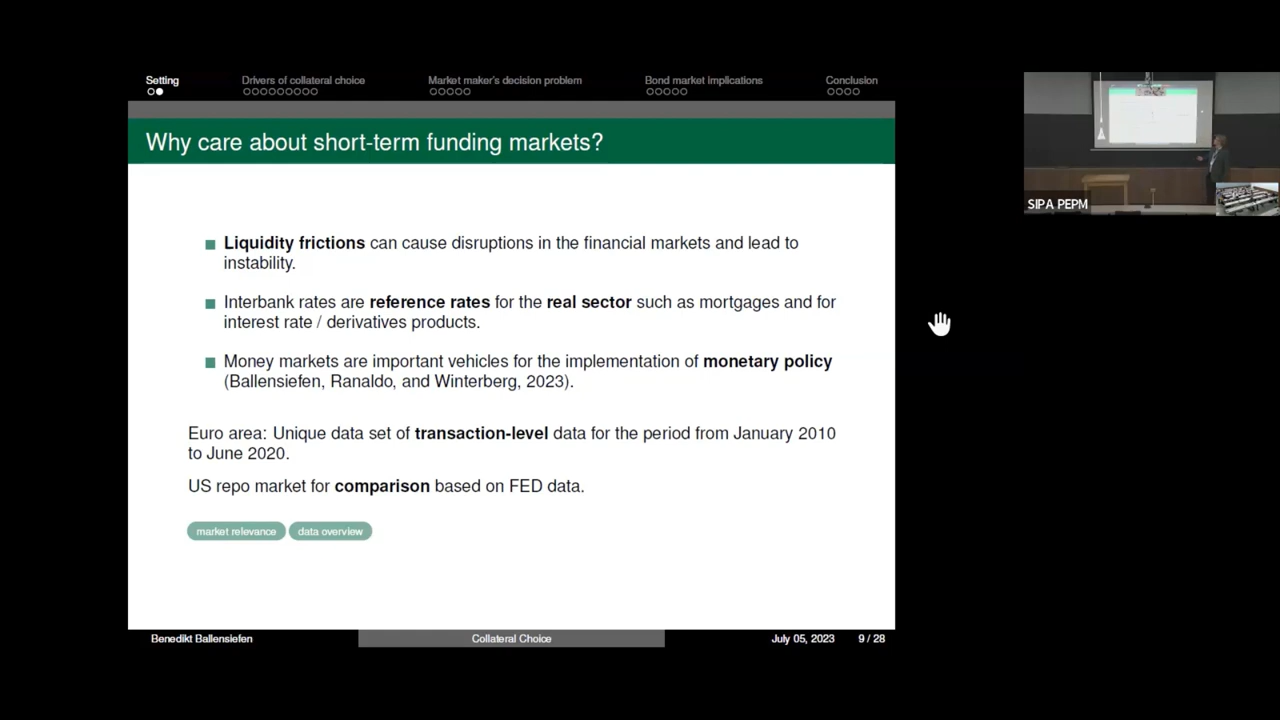 Setting
Drivers of collateral choice
Market maker's decision problem
Bond market implications
Conclusion
Why care about short-term funding markets?
Liquidity frictions can cause disruptions in the financial markets and lead to
instability.
Interbank rates are reference rates for the real sector such as mortgages and for
interest rate / derivatives products.
Money markets are important vehicles for the implementation of monetary policy
(Ballensiefen, Ranaldo, and Winterberg, 2023).
Euro area: Unique data set of transaction-level data for the period from January 2010
to June 2020.
US repo market for comparison based on FED data.
market relevance
data overview
Benedikt Ballensiefen
Collateral Choice
July 05, 2023
9 / 28
SIPA PEPM